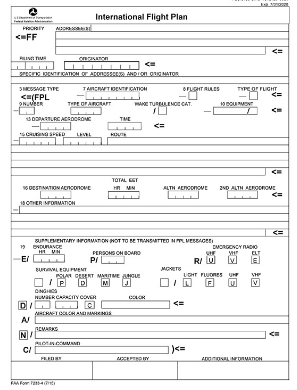 U.S. Department of Transportation
Federal Aviation Administration
International Flight Plan
PRIORITY ADDRESSEE(S)
<=FF
<=
FILING TIME ORIGINATOR
<=
SPECIFIC IDENTIFICATION OF ADDRESSEE(S) AND/OR ORIGINATOR
3 MESSAGE TYPE 7 AIRCRAFT IDENTIFICATION 8 FLIGHT RULES TYPE OF FLIGHT
<=(FPL <=
9 NUMBER TYPE OF AIRCRAFT WAKE TURBULENCE CAT. 10 EQUIPMENT
/ / <=
13 DEPARTURE AERODROME TIME
<=
15 CRUISING SPEED LEVEL ROUTE
<=
TOTAL EET
16 DESTINATION AERODROME HR MIN ALTN AERODROME 2ND ALTN AERODROME
<=
18 OTHER INFORMATION
<=
SUPPLEMENTARY INFORMATION (NOT TO BE TRANSMITTED IN FPL MESSAGES)
19 ENDURANCE EMERGENCY RADIO
HR MIN PERSONS ON BOARD UHF VHF ELT
E/ P/ R/ U V E
SURVIVAL EQUIPMENT JACKETS
POLAR DESERT MARITIME JUNGLE LIGHT FLUORES UHF VHF
/ P D M J / L F U V
DINGHIES
NUMBER CAPACITY COVER COLOR
D / C <=
AIRCRAFT COLOR AND MARKINGS
A/
REMARKS
N / <=
PILOT-IN-COMMAND
C/ )<=
FILED BY ACCEPTED BY ADDITIONAL INFORMATION
FAA Form 7233-4